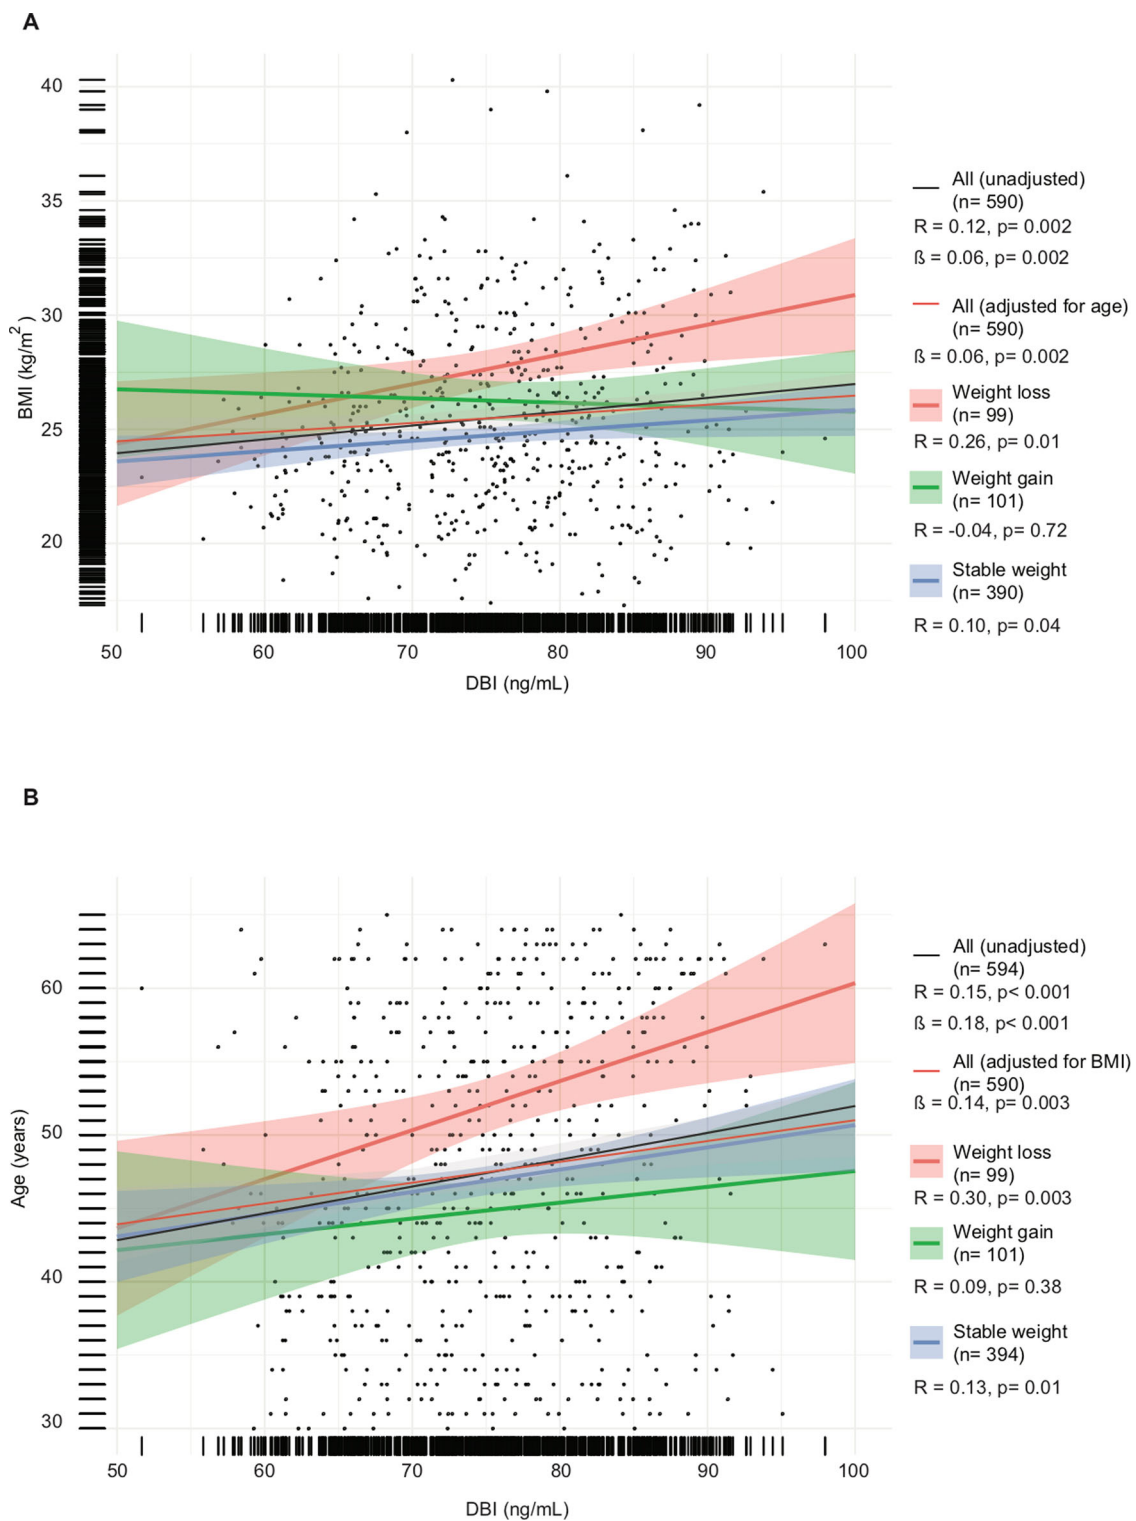 A
40
35
30
25
20
BMI (kg/m²)
50 60 70 80 90 100
DBI (ng/mL)
All (unadjusted)
(n= 590)
R = 0.12, p= 0.002
ß = 0.06, p= 0.002
All (adjusted for age)
(n= 590)
ß = 0.06, p= 0.002
Weight loss
(n= 99)
R = 0.26, p= 0.01
Weight gain
(n= 101)
R = -0.04, p= 0.72
Stable weight
(n= 390)
R = 0.10, p= 0.04
B
60
50
40
30
Age (years)
50 60 70 80 90 100
DBI (ng/mL)
All (unadjusted)
(n= 594)
R = 0.15, p< 0.001
ß = 0.18, p< 0.001
All (adjusted for BMI)
(n= 590)
ß = 0.14, p= 0.003
Weight loss
(n= 99)
R = 0.30, p= 0.003
Weight gain
(n= 101)
R = 0.09, p= 0.38
Stable weight
(n= 394)
R = 0.13, p= 0.01